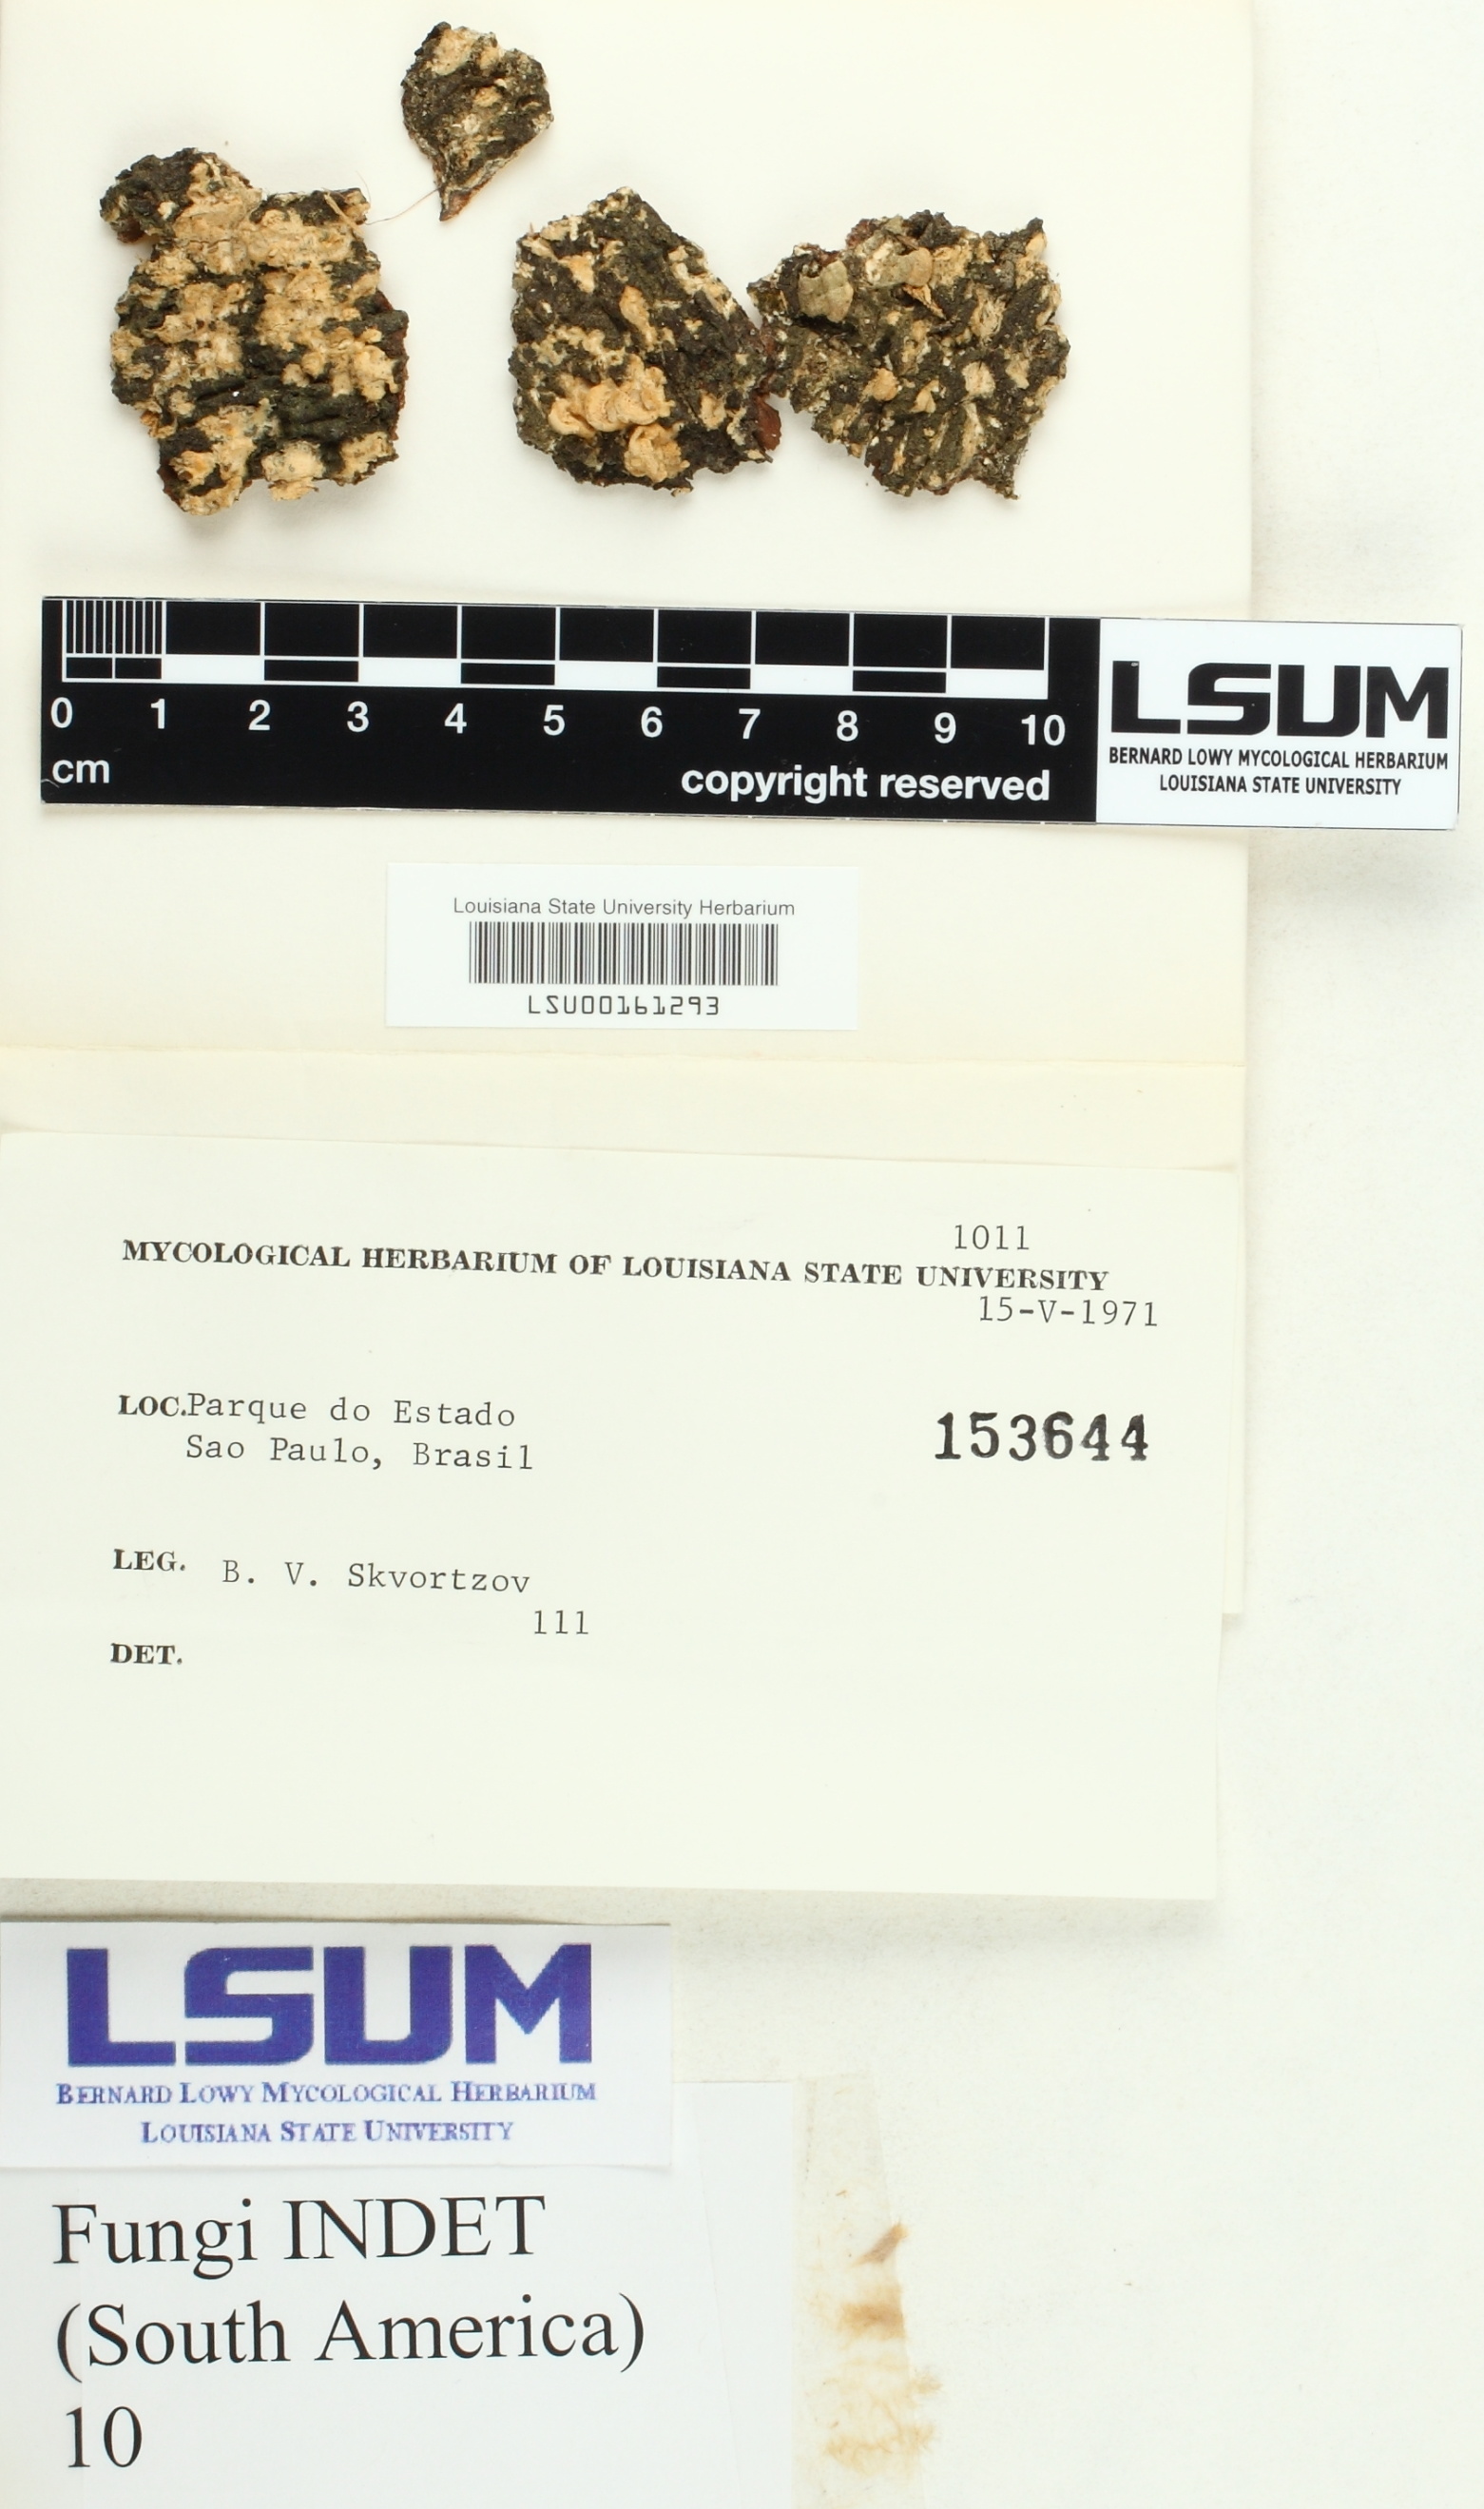 0 1 2 3 4 5 6 7 8 9 10
cm
copyright reserved
LSUM
BERNARD LOWY MYCOLOGICAL HERBARIUM
LOUISIANA STATE UNIVERSITY
Louisiana State University Herbarium
LSU00161293
1011
MYCOLOGICAL HERBARIUM OF LOUISIANA STATE UNIVERSITY
15-V-1971
LOC.Parque do Estado
Sao Paulo, Brasil
153644
LEG. B. V. Skvortzov
111
DET.
LSUM
BERNARD LOWY MYCOLOGICAL HERBARIUM
LOUISIANA STATE UNIVERSITY
Fungi INDET
(South America)
10